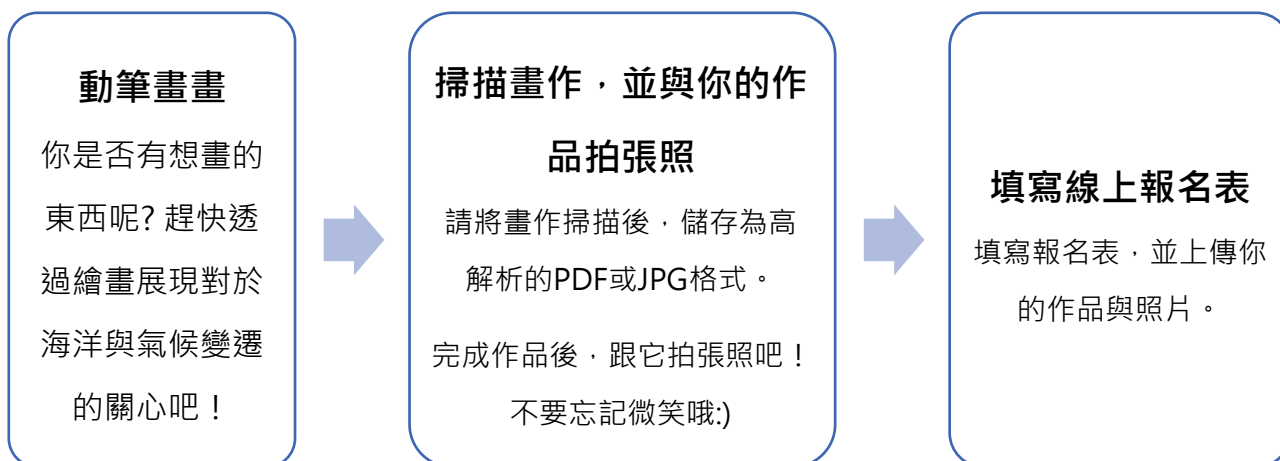 動筆畫畫
你是否有想畫的
東西呢? 趕快透
過繪畫展現對於
海洋與氣候變遷
的關心吧！
掃描畫作，並與你的作
品拍張照
請將畫作掃描後，儲存為高
解析的PDF或JPG格式。
完成作品後，跟它拍張照吧！
不要忘記微笑哦:)
填寫線上報名表
填寫報名表，並上傳你
的作品與照片。